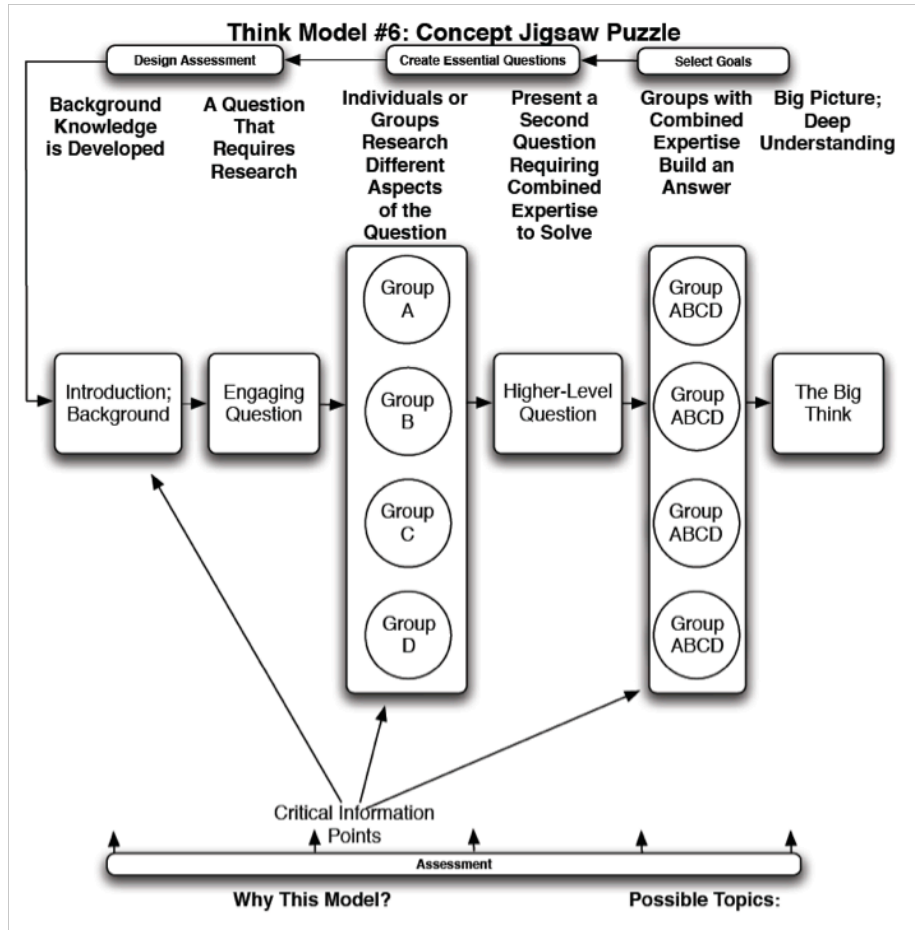 Think Model #6: Concept Jigsaw Puzzle
Design Assessment
Create Essential Questions
Select Goals
Background
Knowledge
is Developed
A Question
That
Requires
Research
Individuals or
Groups
Research
Different
Aspects
of the
Question
Present a
Second
Question
Requiring
Combined
Expertise
to Solve
Groups with
Combined
Expertise
Build an
Answer
Big Picture;
Deep
Understanding
Introduction;
Background
Engaging
Question
Group
A
Group
B
Group
C
Group
D
Higher-Level
Question
Group
ABCD
Group
ABCD
Group
ABCD
Group
ABCD
The Big
Think
Critical Information
Points
Assessment
Why This Model?
Possible Topics: